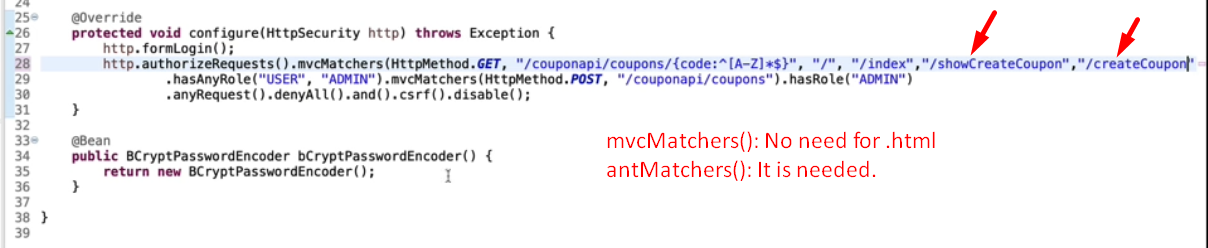 24
25 @Override
26 protected void configure(HttpSecurity http) throws Exception {
27 http.formLogin();
28 http.authorizeRequests().mvcMatchers(HttpMethod.GET, "/couponapi/coupons/{code:^[A-Z]*$}", "/", "/index","/showCreateCoupon","/createCoupon"
29 .hasAnyRole("USER", "ADMIN").mvcMatchers(HttpMethod.POST, "/couponapi/coupons").hasRole("ADMIN")
30 .anyRequest().denyAll().and().csrf().disable();
31 }
32
33 @Bean
34 public BCryptPasswordEncoder bCryptPasswordEncoder() {
35 return new BCryptPasswordEncoder();
36 }
37
38 }
39
mvcMatchers(): No need for .html
antMatchers(): It is needed.